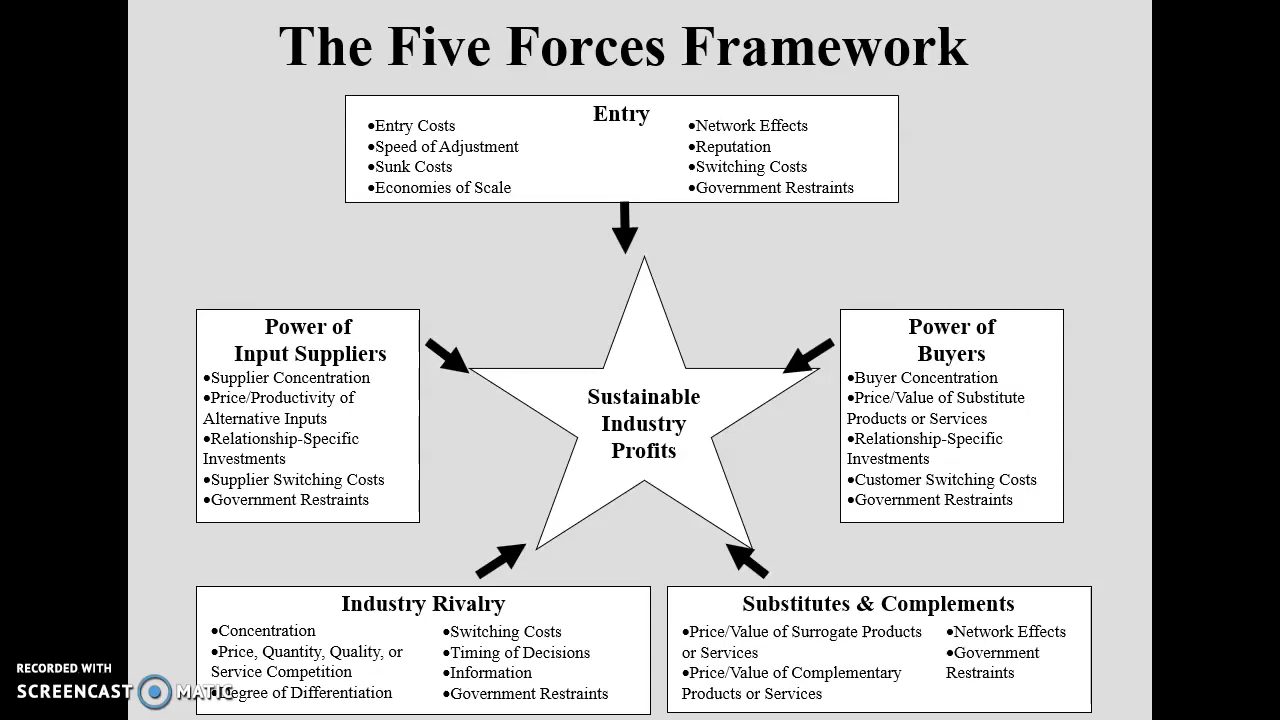 The Five Forces Framework
Entry
•Entry Costs
•Speed of Adjustment
•Sunk Costs
•Economies of Scale
•Network Effects
•Reputation
•Switching Costs
•Government Restraints
Power of
Input Suppliers
•Supplier Concentration
•Price/Productivity of
Alternative Inputs
•Relationship-Specific
Investments
•Supplier Switching Costs
•Government Restraints
Sustainable
Industry
Profits
Power of
Buyers
•Buyer Concentration
•Price/Value of Substitute
Products or Services
•Relationship-Specific
Investments
•Customer Switching Costs
•Government Restraints
Industry Rivalry
•Concentration
•Price, Quantity, Quality, or
Service Competition
•Degree of Differentiation
•Switching Costs
•Timing of Decisions
•Information
•Government Restraints
Substitutes & Complements
•Price/Value of Surrogate Products
or Services
•Price/Value of Complementary
Products or Services
•Network Effects
•Government
Restraints
RECORDED WITH
SCREENCAST MATIC